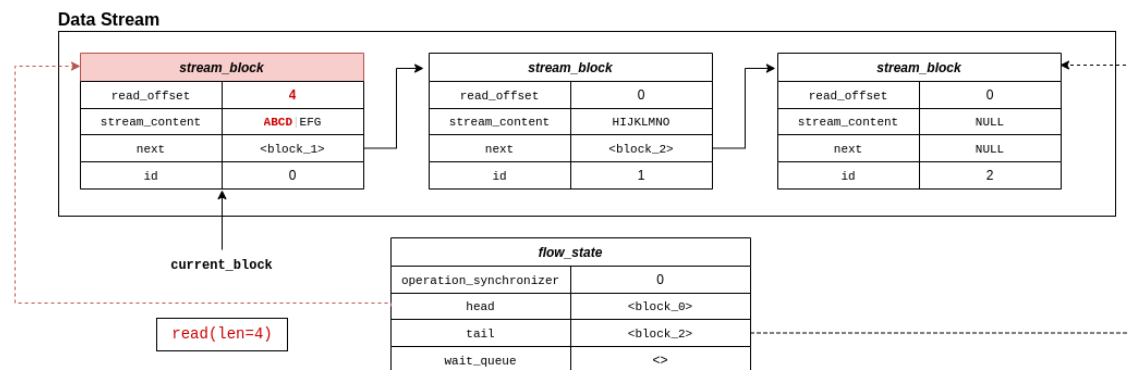 Data Stream
stream_block
read_offset 4
stream_content ABCD|EFG
next <block_1>
id 0
stream_block
read_offset 0
stream_content HIJKLMNO
next <block_2>
id 1
stream_block
read_offset 0
stream_content NULL
next NULL
id 2
current_block
read(len=4)
flow_state
operation_synchronizer 0
head <block_0>
tail <block_2>
wait_queue <>